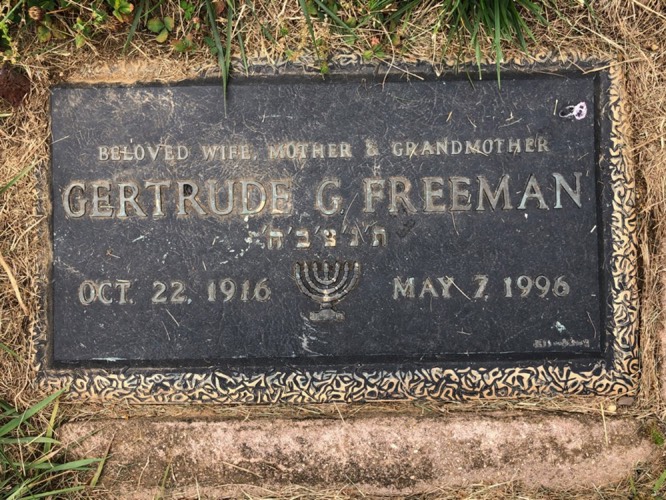 BELOVED WIFE, MOTHER & GRANDMOTHER
GERTRUDE G FREEMAN
ת'נ'צ'ב'ה'
OCT. 22, 1916 MAY 7, 1996